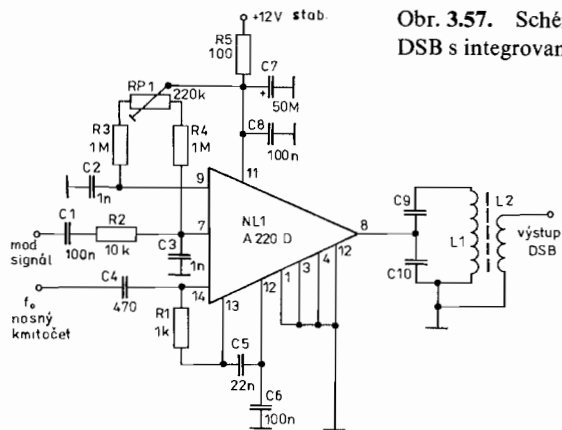 Obr. 3.57. Sché
DSB s integrovan
+12V stab.
R5
100
C7
+
50M
RP1
220k
R3
1M
R4
1M
C8
100n
C2
1n
9
11
C9
L2
NL1
A 220 D
8
L1
výstup
DSB
C1
100n
R2
10k
7
mod
signál
C3
1n
C10
C4
470
14
13
12
1
3
4
12
f₀
nosný
kmitočet
R1
1k
C5
22n
C6
100n